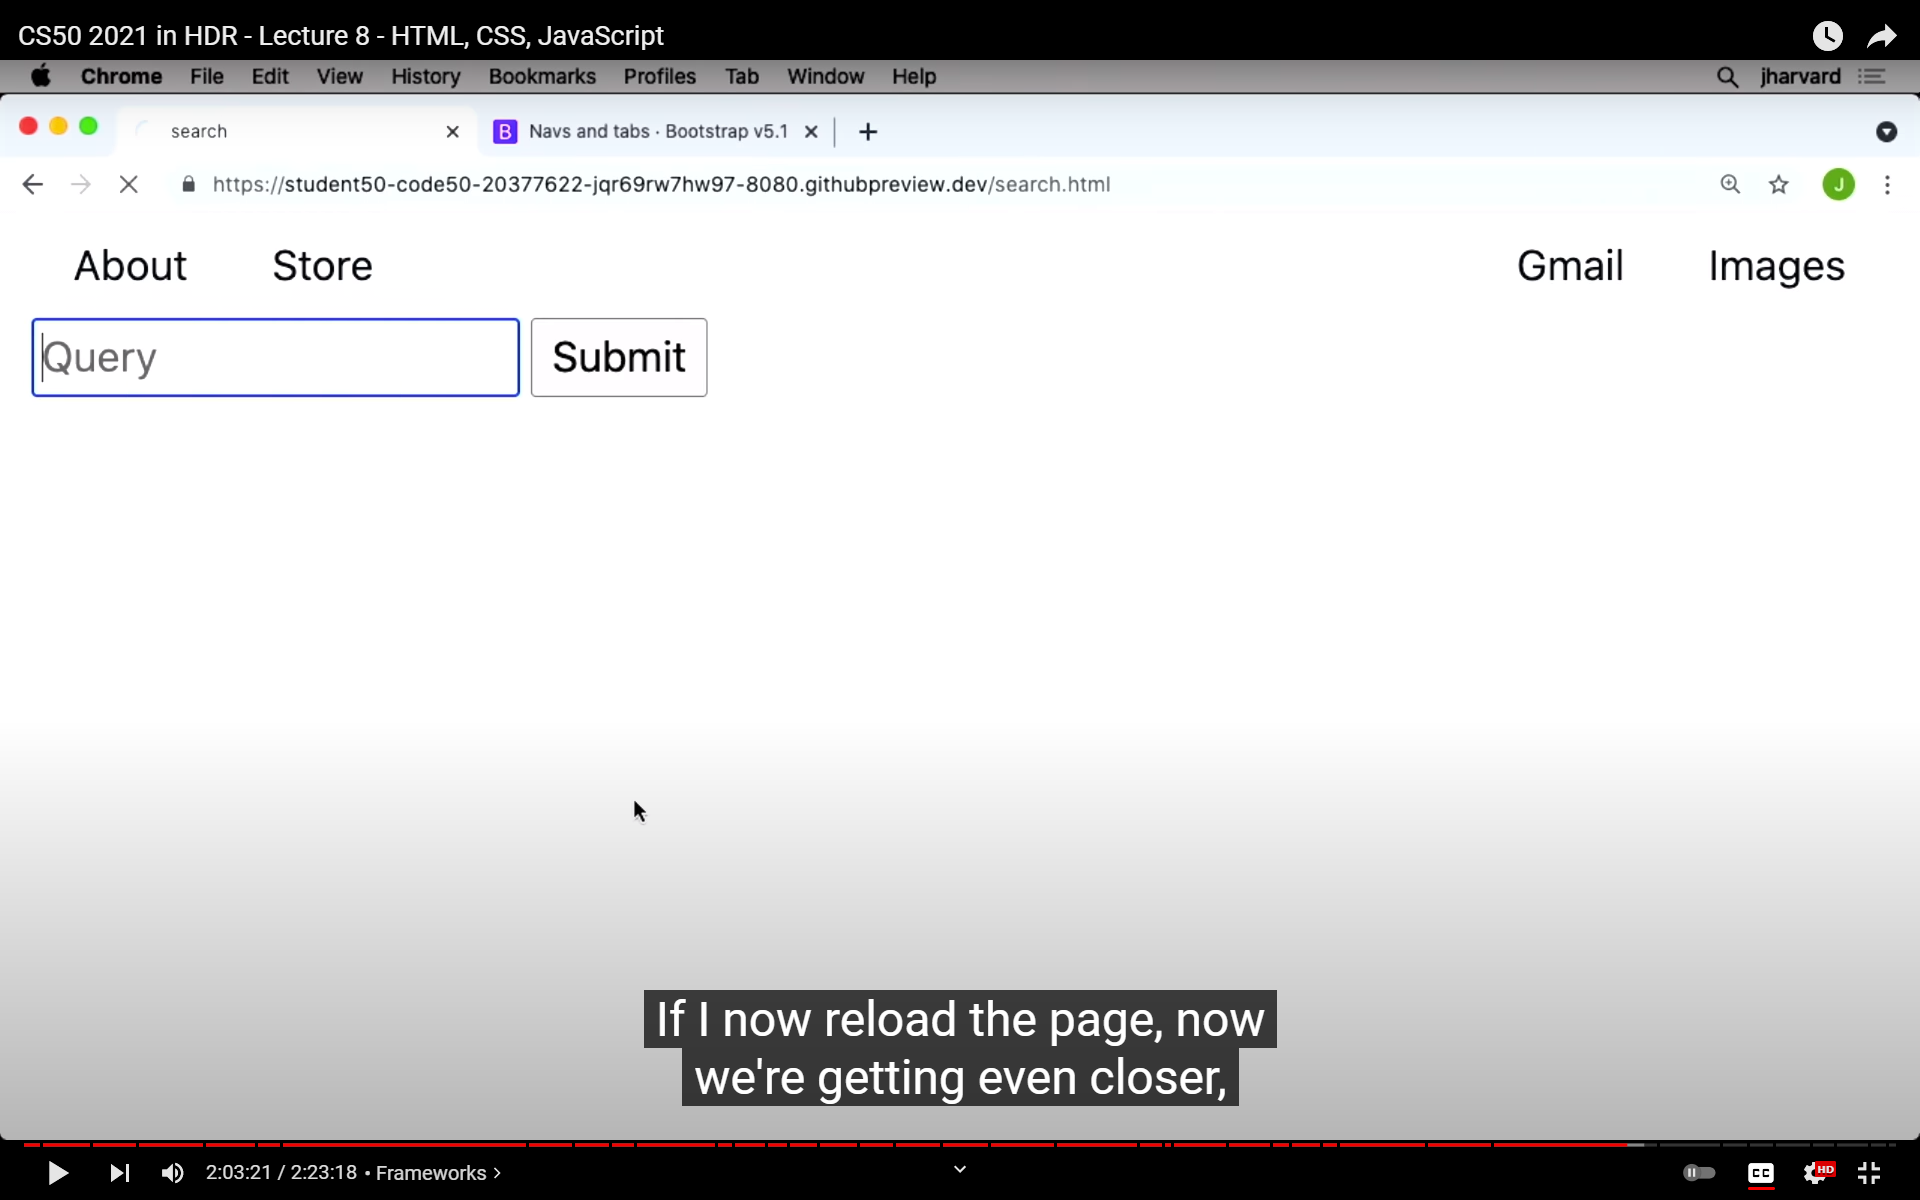 CS50 2021 in HDR - Lecture 8 - HTML, CSS, JavaScript
Chrome File Edit View History Bookmarks Profiles Tab Window Help jharvard
search B Navs and tabs · Bootstrap v5.1
https://student50-code50-20377622-jqr69rw7hw97-8080.githubpreview.dev/search.html J
About Store Gmail Images
Query Submit
If I now reload the page, now
we're getting even closer,
2:03:21 / 2:23:18 • Frameworks CC HD